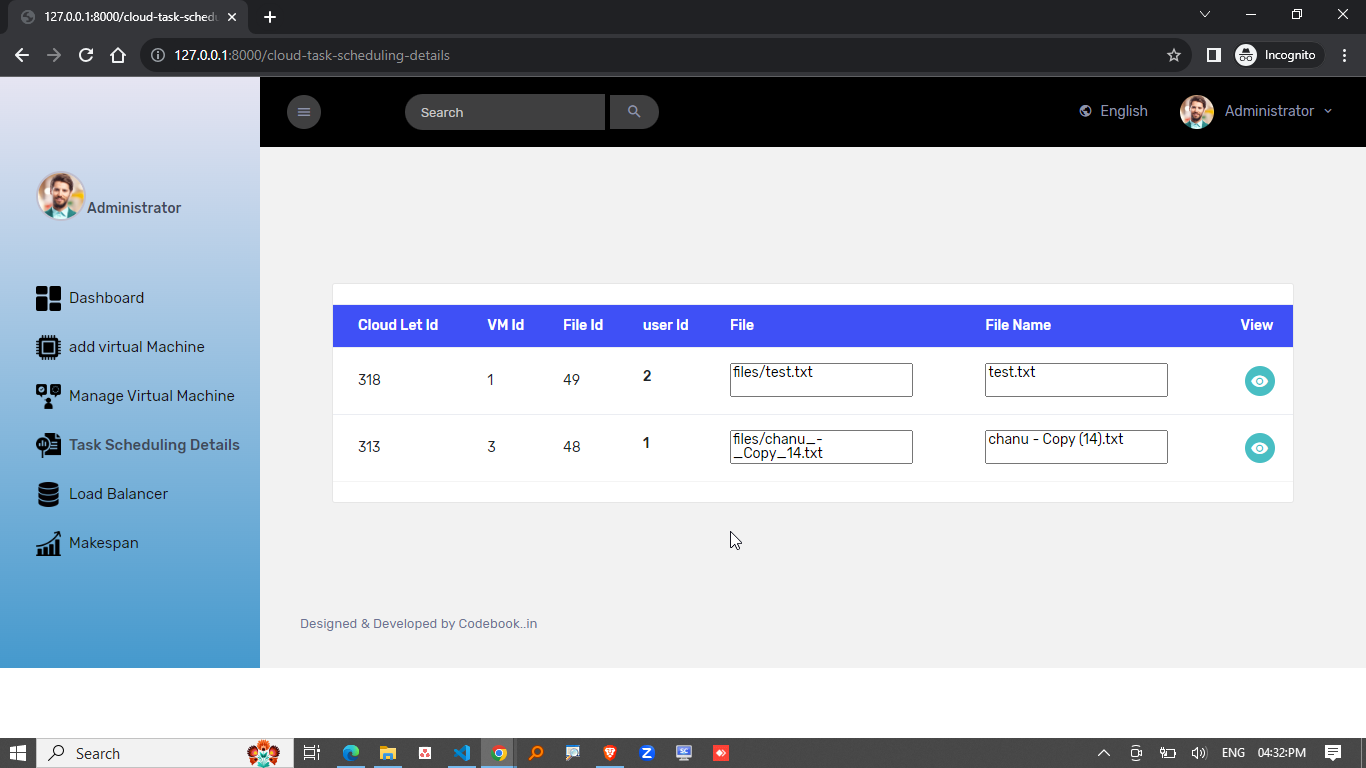 127.0.0.1:8000/cloud-task-schedu
127.0.0.1:8000/cloud-task-scheduling-details
Incognito
Search
English
Administrator
Administrator
Dashboard
add virtual Machine
Manage Virtual Machine
Task Scheduling Details
Load Balancer
Makespan
Cloud Let Id VM Id File Id user Id File File Name View
318 1 49 2 files/test.txt test.txt
313 3 48 1 files/chanu_-
_Copy_14.txt chanu - Copy (14).txt
Designed & Developed by Codebook..in
Search
ENG 04:32:PM